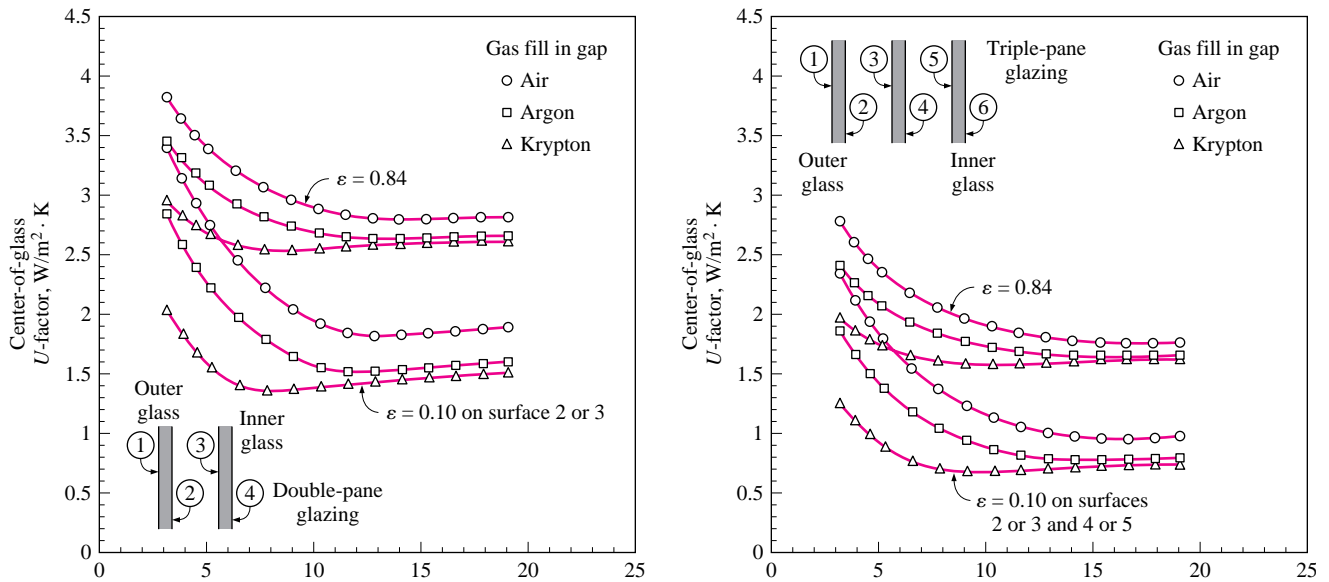 4.5
4
3.5
3
2.5
2
1.5
1
0.5
0
0
5
10
15
20
25
Center-of-glass
U-factor, W/m² · K
Gas fill in gap
Air
Argon
Krypton
ε = 0.84
ε = 0.10 on surface 2 or 3
Outer
glass
Inner
glass
1
3
2
4
Double-pane
glazing
4.5
4
3.5
3
2.5
2
1.5
1
0.5
0
0
5
10
15
20
25
Center-of-glass
U-factor, W/m² · K
1
3
5
2
4
6
Triple-pane
glazing
Outer
glass
Inner
glass
Gas fill in gap
Air
Argon
Krypton
ε = 0.84
ε = 0.10 on surfaces
2 or 3 and 4 or 5